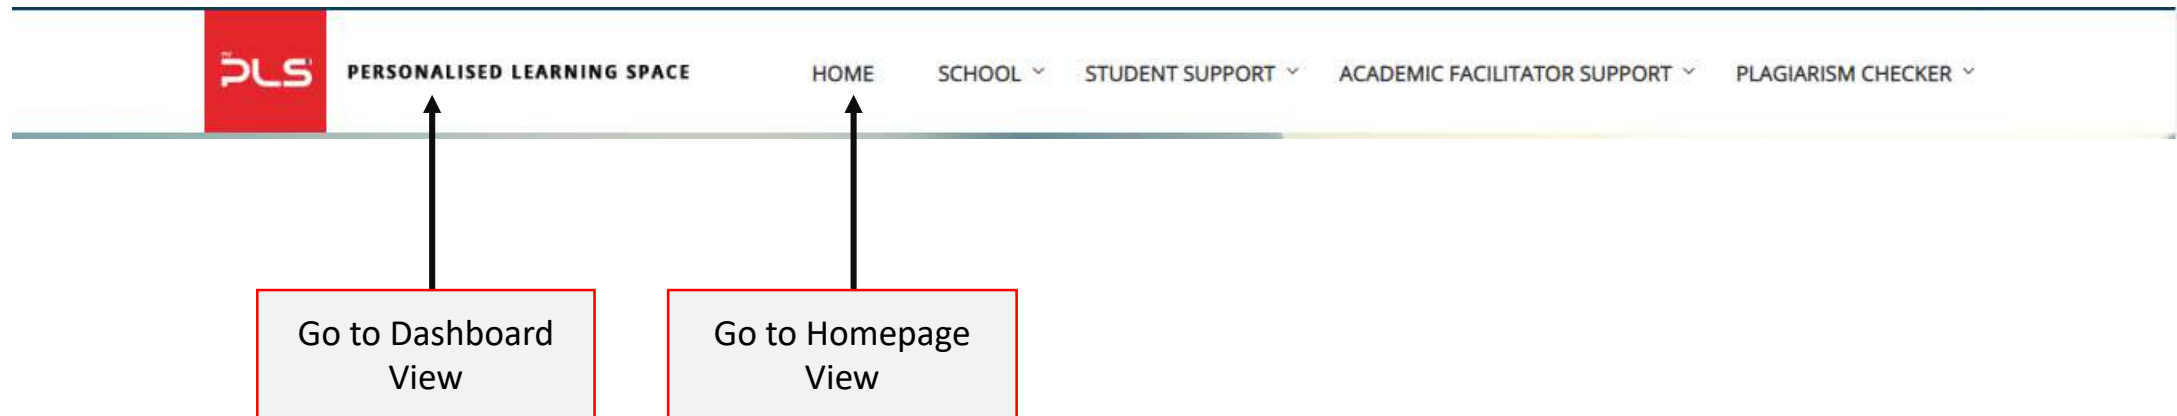 PLS PERSONALISED LEARNING SPACE HOME SCHOOL STUDENT SUPPORT ACADEMIC FACILITATOR SUPPORT PLAGIARISM CHECKER
Go to Dashboard
View
Go to Homepage
View